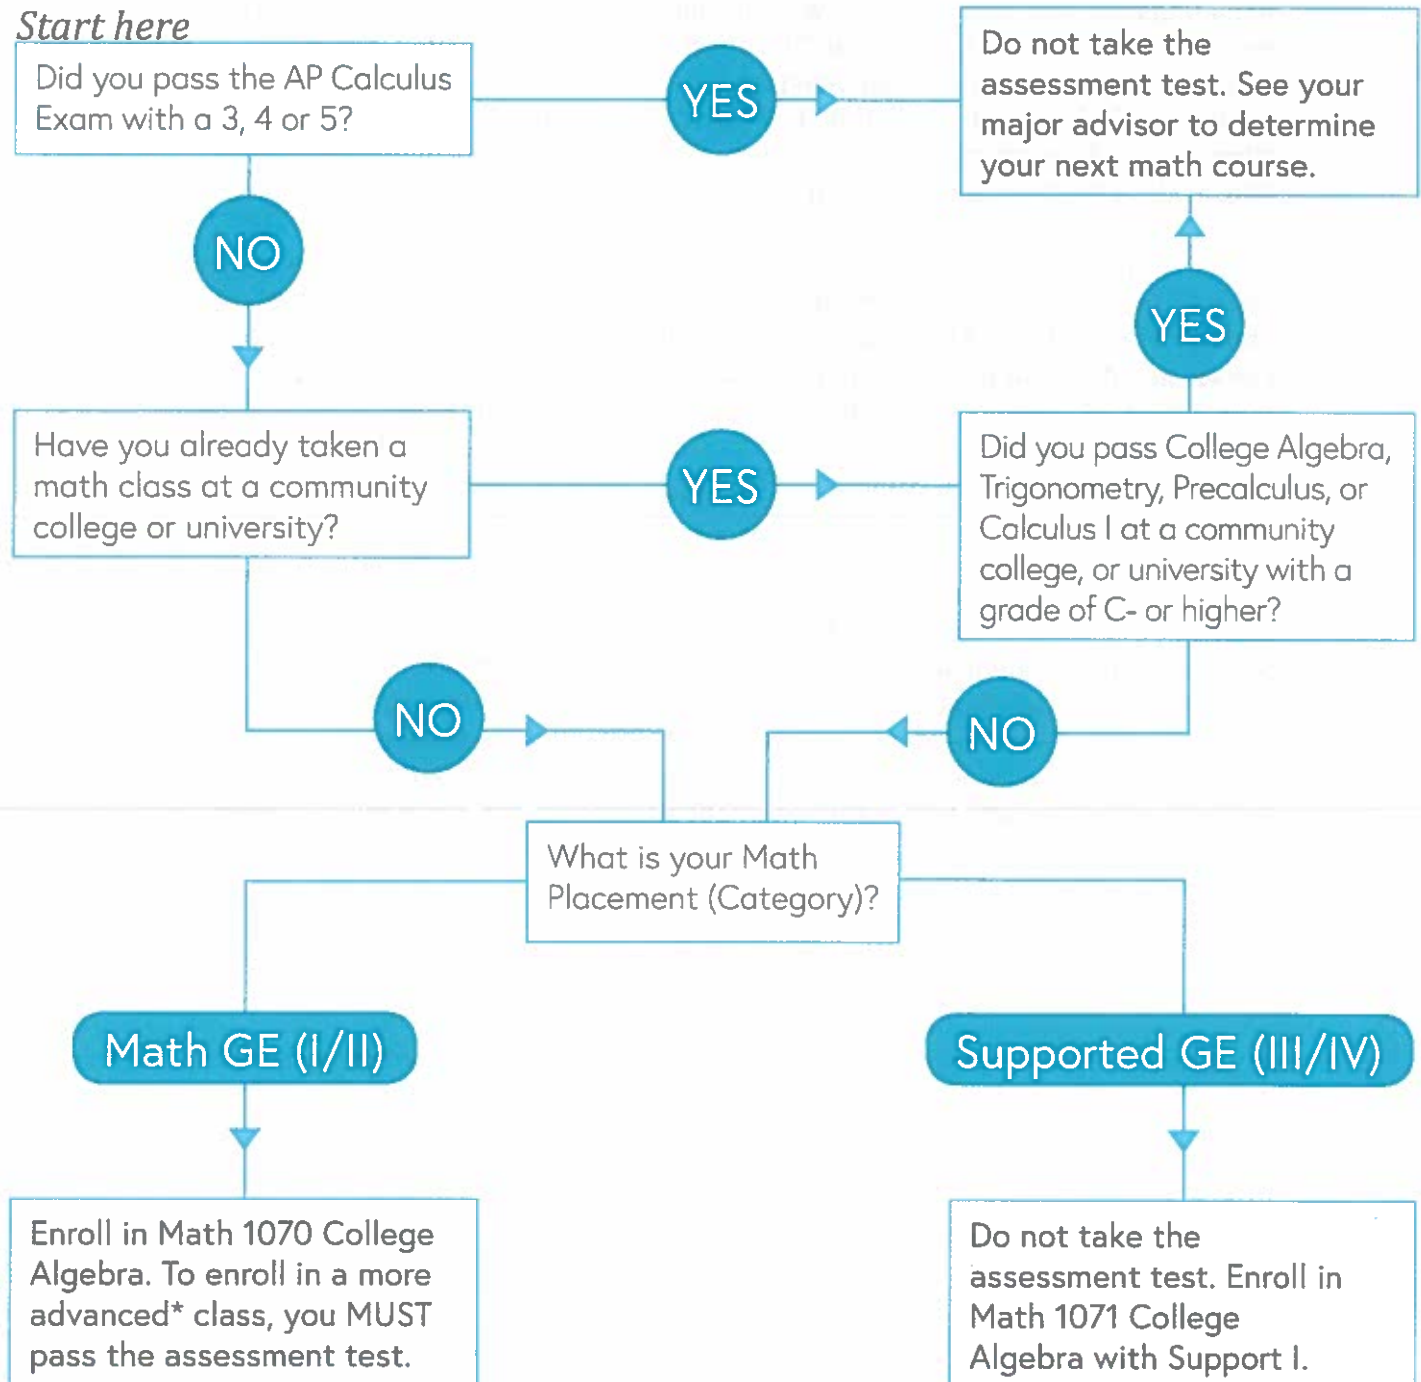 Start here
Did you pass the AP Calculus
Exam with a 3, 4 or 5?
YES
Do not take the
assessment test. See your
major advisor to determine
your next math course.
NO
YES
Have you already taken a
math class at a community
college or university?
YES
Did you pass College Algebra,
Trigonometry, Precalculus, or
Calculus I at a community
college, or university with a
grade of C- or higher?
NO
NO
What is your Math
Placement (Category)?
Math GE (I/II)
Supported GE (III/IV)
Enroll in Math 1070 College
Algebra. To enroll in a more
advanced* class, you MUST
pass the assessment test.
Do not take the
assessment test. Enroll in
Math 1071 College
Algebra with Support I.